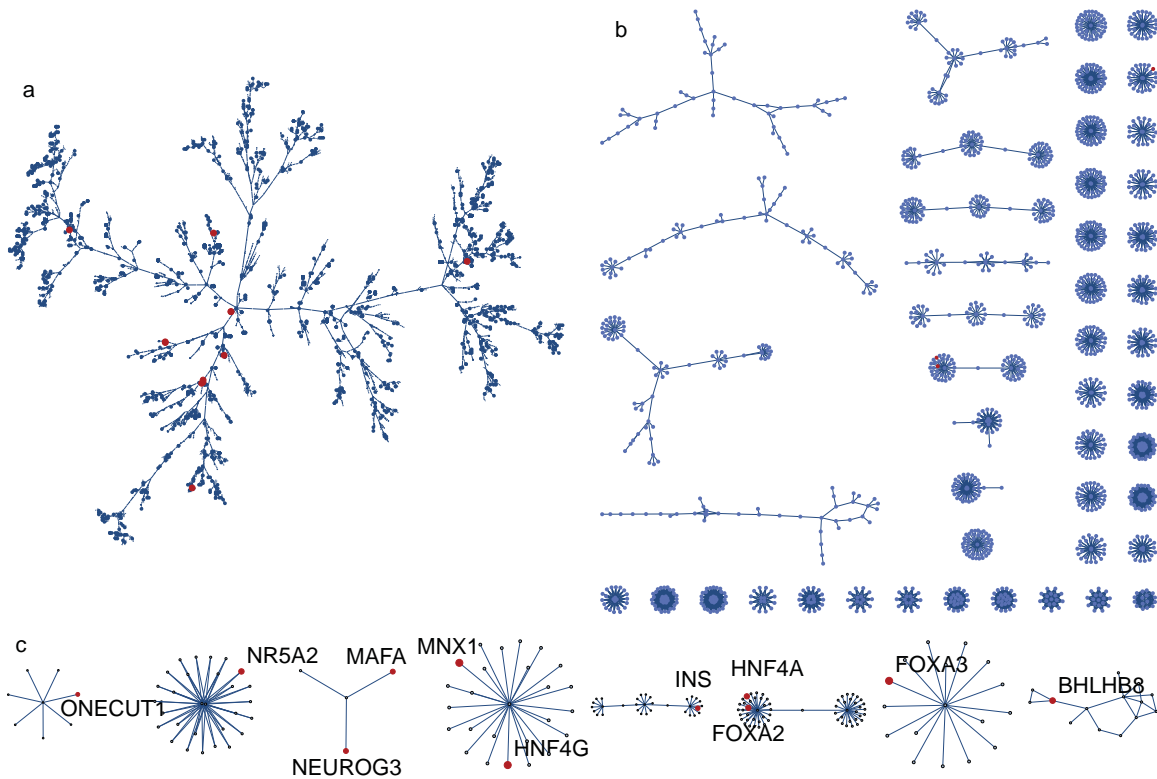 a
b
c
ONECUT1
NR5A2
MAFA
NEUROG3
MNX1
HNF4G
INS
HNF4A
FOXA2
FOXA3
BHLHB8